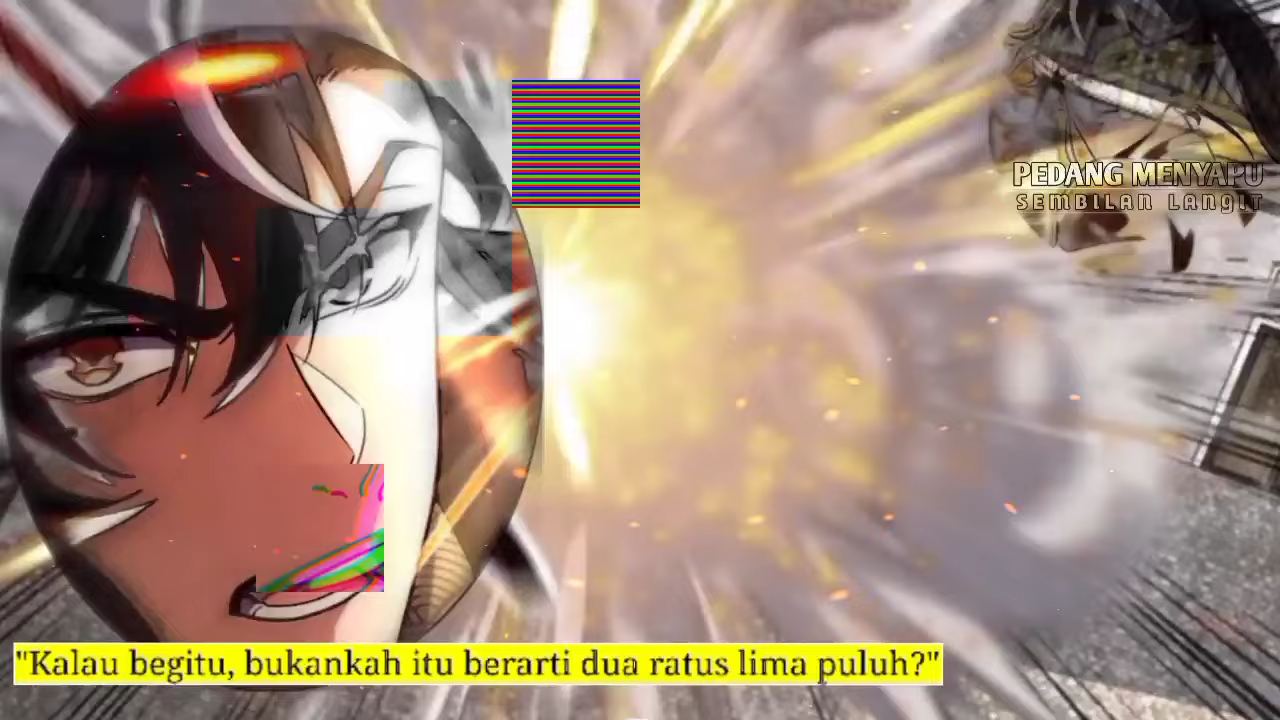 PEDANG MENYAPU
SEMBILAN LANGIT
"Kalau begitu, bukankah itu berarti dua ratus lima puluh?"